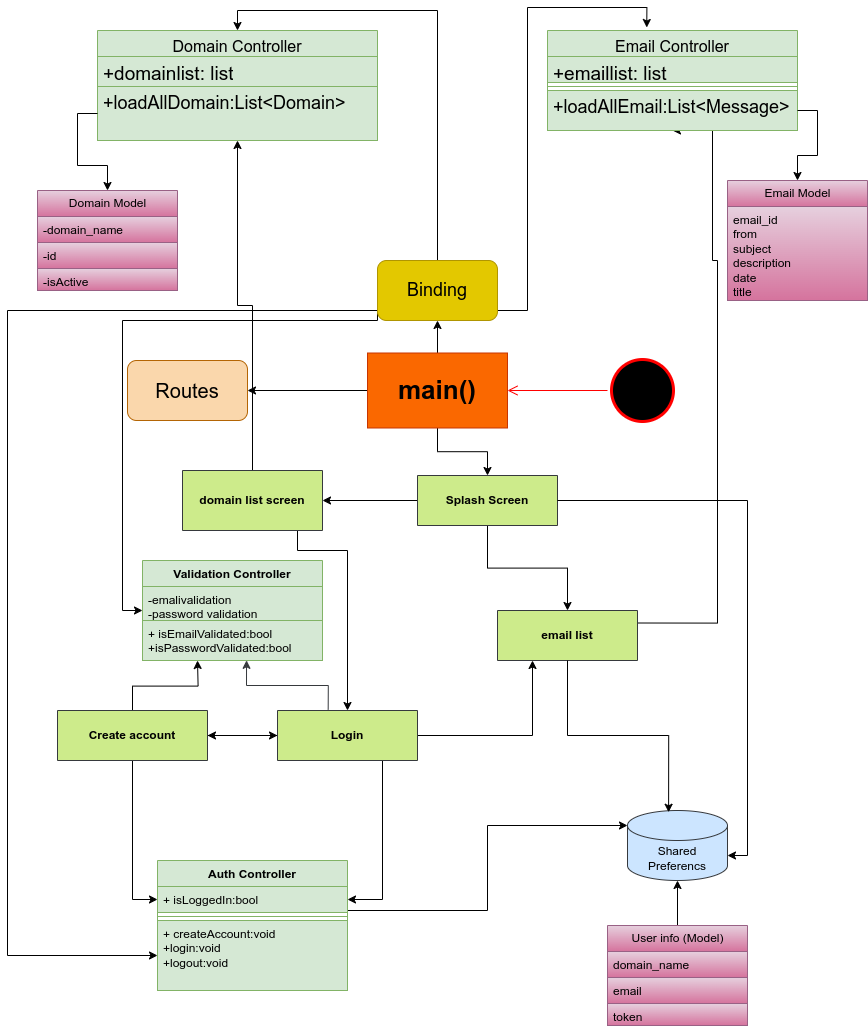 Domain Controller
+domainlist: list
+loadAllDomain:List<Domain>
Email Controller
+emaillist: list
+loadAllEmail:List<Message>
Domain Model
-domain_name
-id
-isActive
Email Model
email_id
from
subject
description
date
title
Binding
Routes
main()
domain list screen
Splash Screen
Validation Controller
-emalivalidation
-password validation
+ isEmailValidated:bool
+isPasswordValidated:bool
email list
Create account
Login
Shared
Preferencs
Auth Controller
+ isLoggedIn:bool
+ createAccount:void
+login:void
+logout:void
User info (Model)
domain_name
email
token